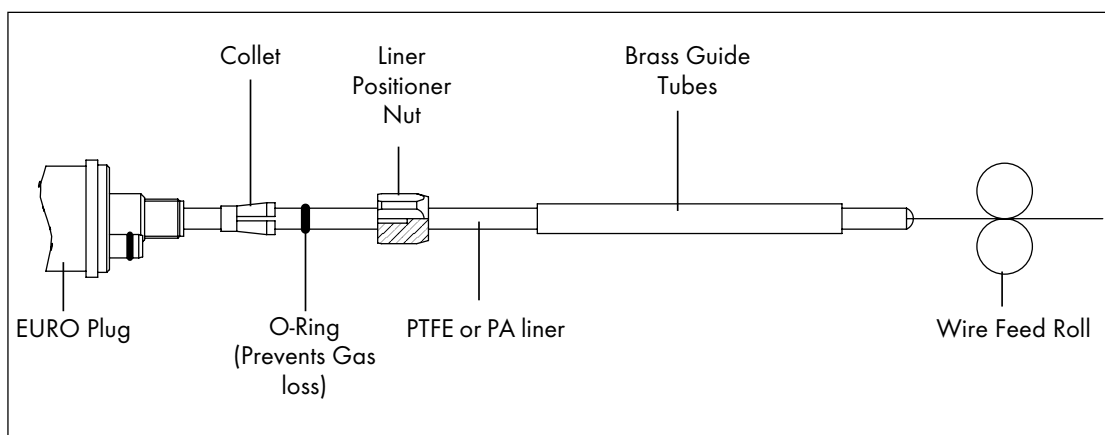 Collet
Liner
Positioner
Nut
Brass Guide
Tubes
EURO Plug
O-Ring
(Prevents Gas
loss)
PTFE or PA liner
Wire Feed Roll